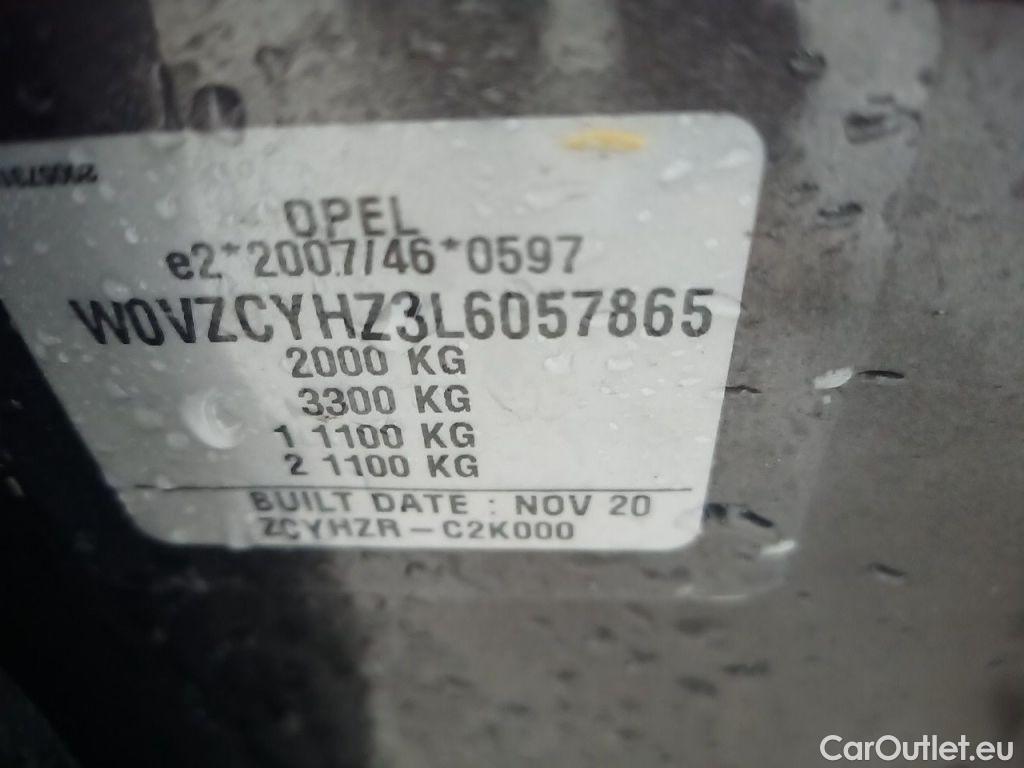 OPEL
e2*2007/46*0597
W0VZCYHZ3L6057865
2000 KG
3300 KG
1 1100 KG
2 1100 KG
BUILT DATE : NOV 20
ZCYHZR-C2K000
CarOutlet.eu